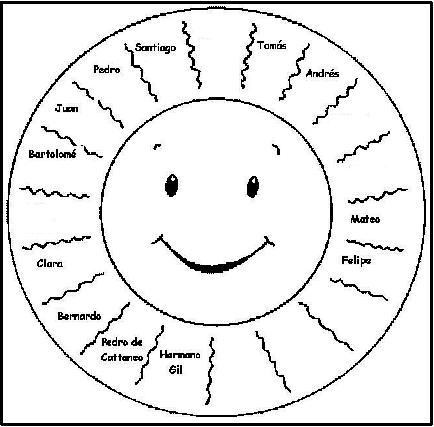 Santiago
Tomás
Pedro
Andrés
Juan
Bartolomé
Mateo
Clara
Felipe
Bernardo
Pedro de
Cattaneo
Hermano
Gil